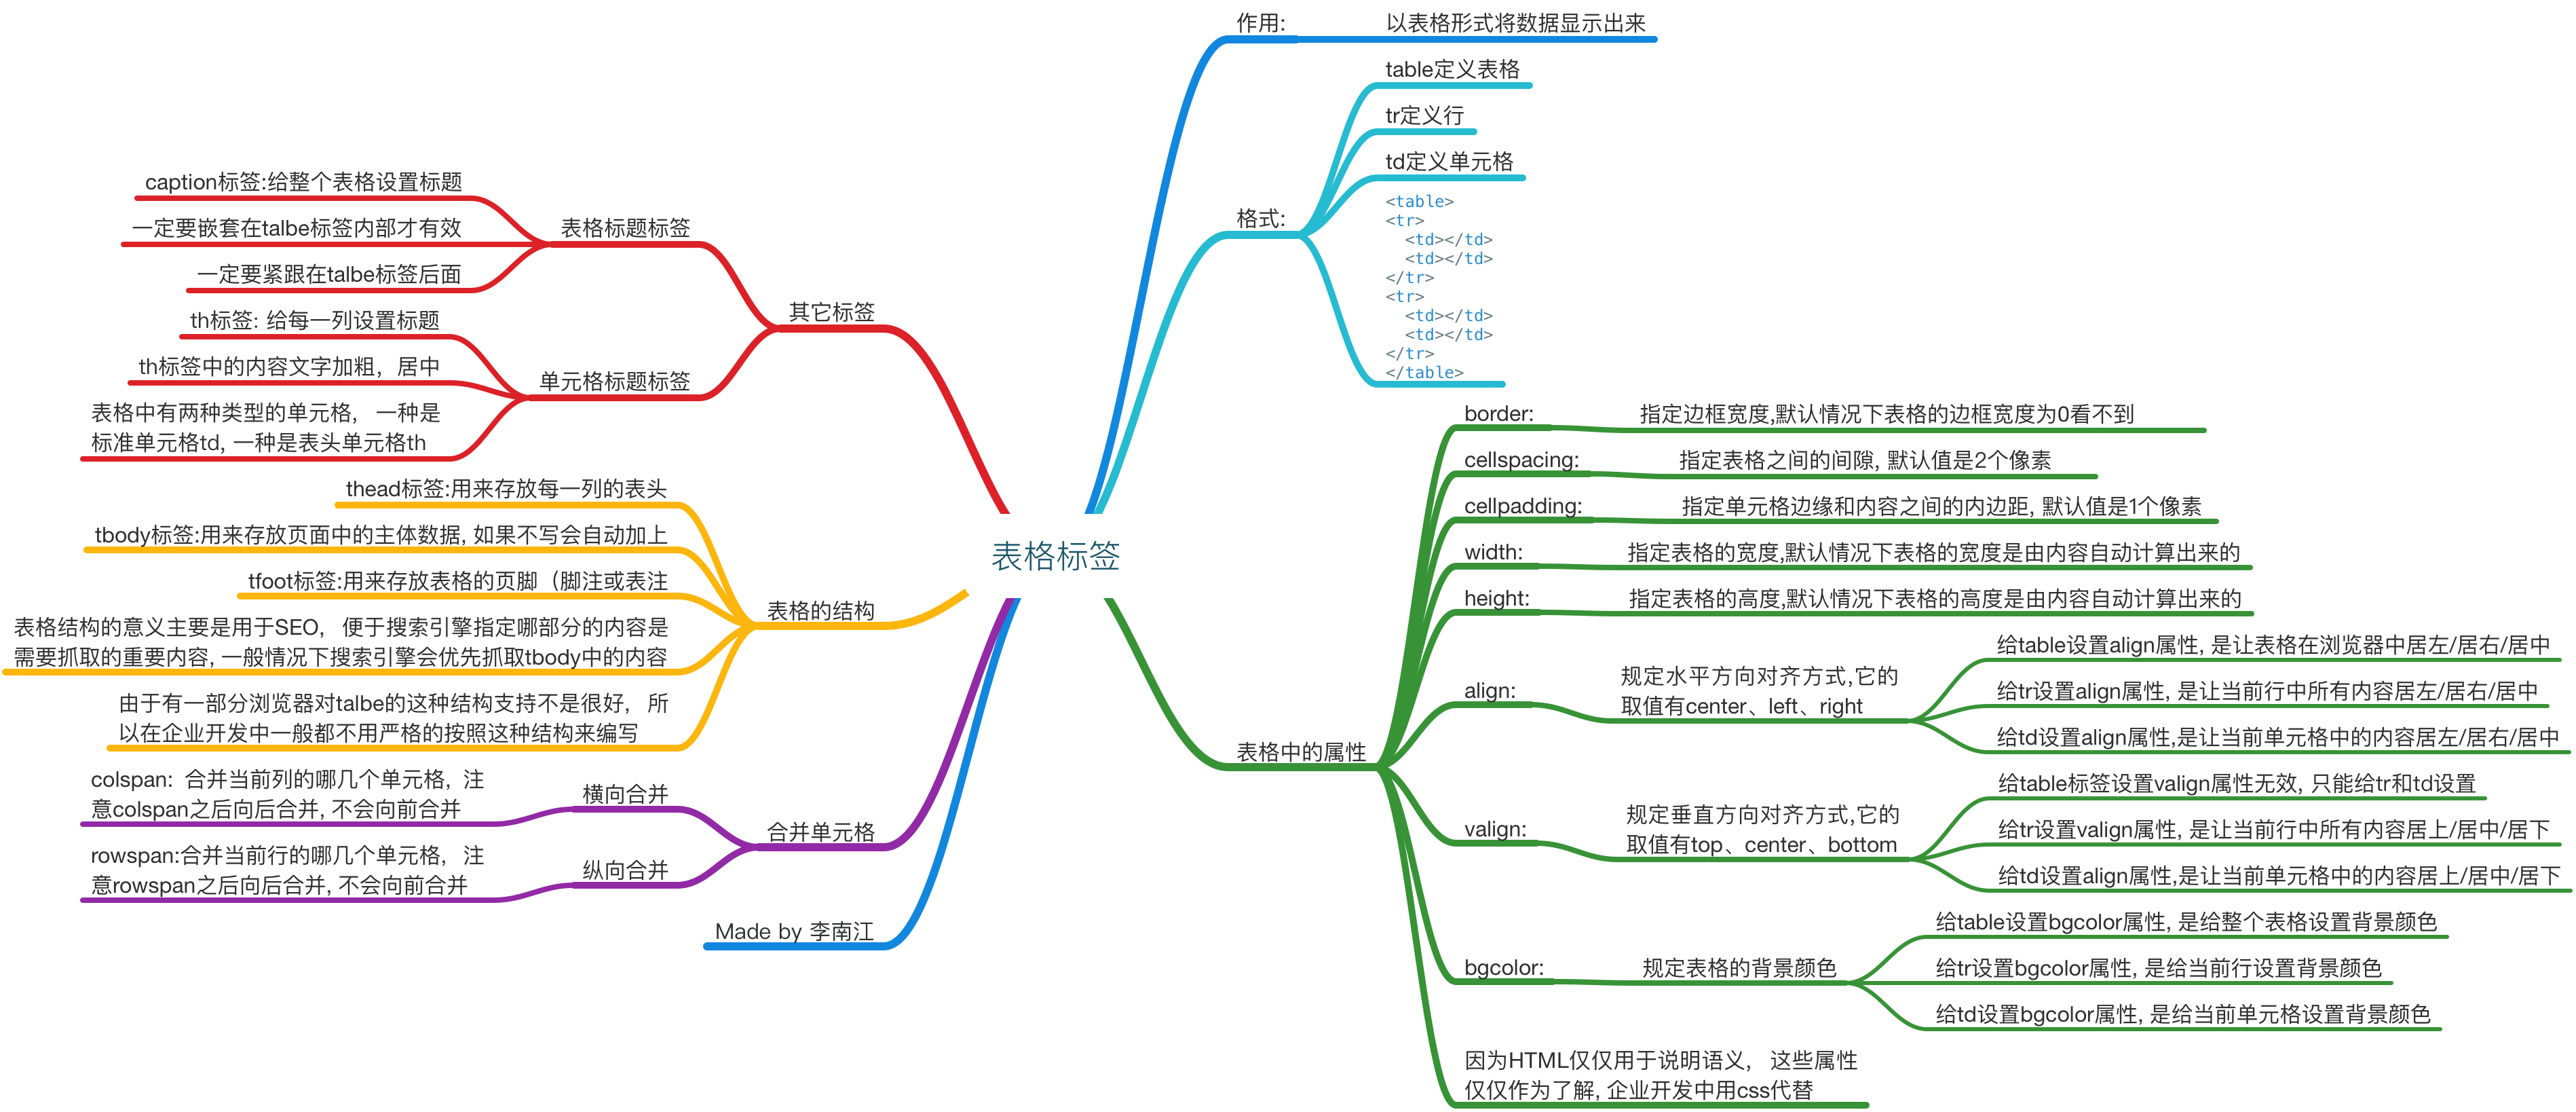 表格标签
作用:
以表格形式将数据显示出来
格式:
table定义表格
tr定义行
td定义单元格
<table>
<tr>
  <td></td>
  <td></td>
</tr>
<tr>
  <td></td>
  <td></td>
</tr>
</table>
表格中的属性
border:
指定边框宽度,默认情况下表格的边框宽度为0看不到
cellspacing:
指定表格之间的间隙, 默认值是2个像素
cellpadding:
指定单元格边缘和内容之间的内边距, 默认值是1个像素
width:
指定表格的宽度,默认情况下表格的宽度是由内容自动计算出来的
height:
指定表格的高度,默认情况下表格的高度是由内容自动计算出来的
align:
规定水平方向对齐方式,它的
取值有center、left、right
给table设置align属性, 是让表格在浏览器中居左/居右/居中
给tr设置align属性, 是让当前行中所有内容居左/居右/居中
给td设置align属性,是让当前单元格中的内容居左/居右/居中
valign:
规定垂直方向对齐方式,它的
取值有top、center、bottom
给table标签设置valign属性无效, 只能给tr和td设置
给tr设置valign属性, 是让当前行中所有内容居上/居中/居下
给td设置align属性,是让当前单元格中的内容居上/居中/居下
bgcolor:
规定表格的背景颜色
给table设置bgcolor属性, 是给整个表格设置背景颜色
给tr设置bgcolor属性, 是给当前行设置背景颜色
给td设置bgcolor属性, 是给当前单元格设置背景颜色
因为HTML仅仅用于说明语义， 这些属性
仅仅作为了解, 企业开发中用css代替
其它标签
表格标题标签
caption标签:给整个表格设置标题
一定要嵌套在talbe标签内部才有效
一定要紧跟在talbe标签后面
单元格标题标签
th标签: 给每一列设置标题
th标签中的内容文字加粗，居中
表格中有两种类型的单元格， 一种是
标准单元格td, 一种是表头单元格th
表格的结构
thead标签:用来存放每一列的表头
tbody标签:用来存放页面中的主体数据, 如果不写会自动加上
tfoot标签:用来存放表格的页脚（脚注或表注
表格结构的意义主要是用于SEO， 便于搜索引擎指定哪部分的内容是
需要抓取的重要内容, 一般情况下搜索引擎会优先抓取tbody中的内容
由于有一部分浏览器对talbe的这种结构支持不是很好，所
以在企业开发中一般都不用严格的按照这种结构来编写
合并单元格
横向合并
colspan: 合并当前列的哪几个单元格，注
意colspan之后向后合并, 不会向前合并
纵向合并
rowspan:合并当前行的哪几个单元格，注
意rowspan之后向后合并, 不会向前合并
Made by 李南江